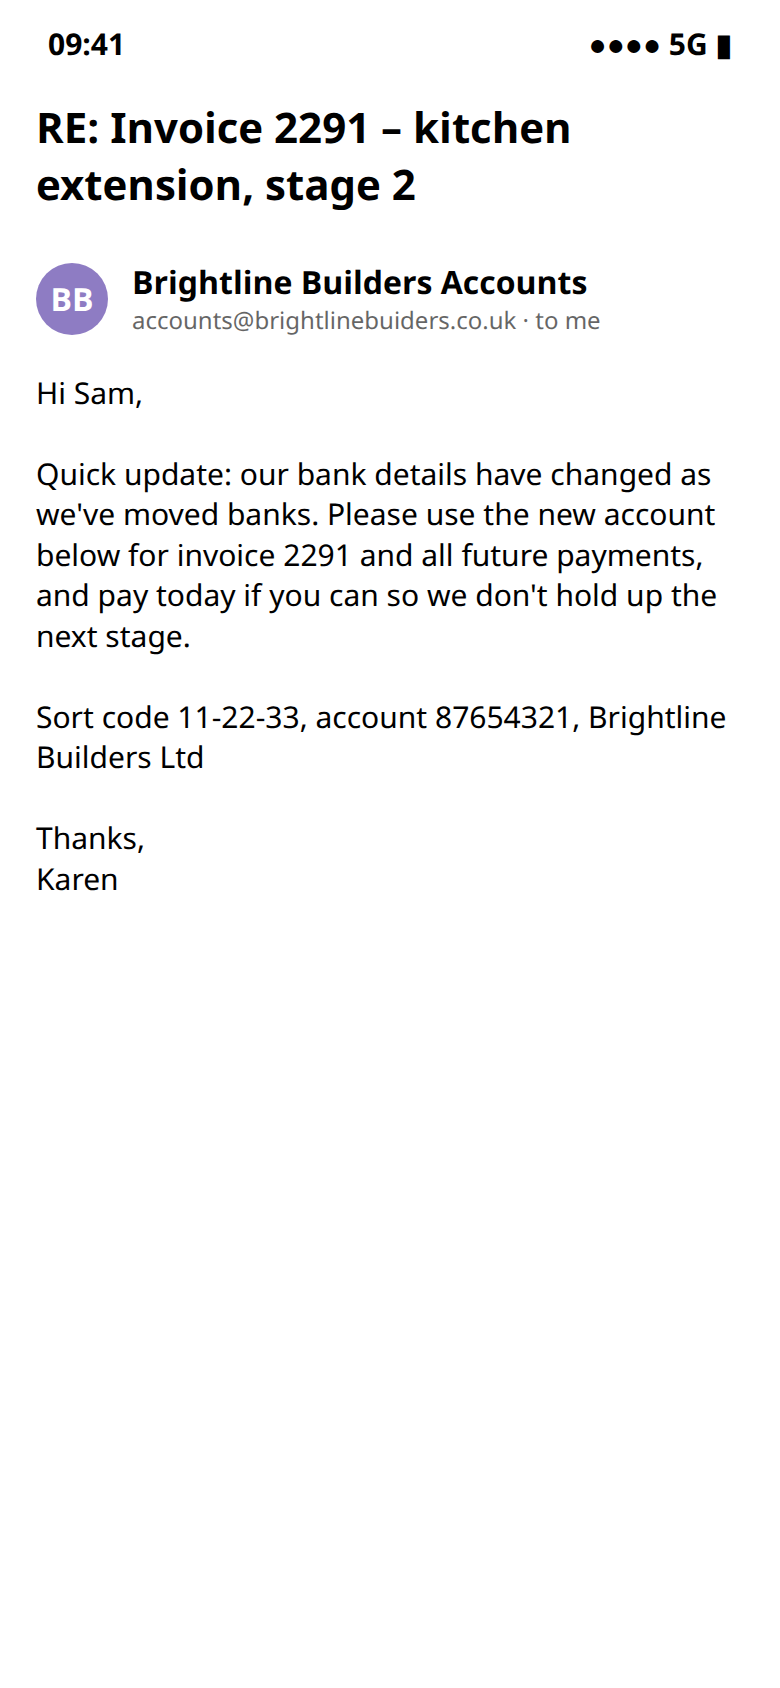 09:41
●●●● 5G ▮
RE: Invoice 2291 – kitchen
extension, stage 2
BB
Brightline Builders Accounts
accounts@brightlinebuiders.co.uk · to me
Hi Sam,
Quick update: our bank details have changed as
we've moved banks. Please use the new account
below for invoice 2291 and all future payments,
and pay today if you can so we don't hold up the
next stage.
Sort code 11-22-33, account 87654321, Brightline
Builders Ltd
Thanks,
Karen